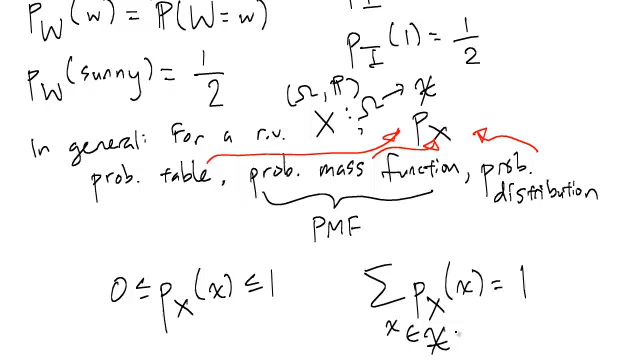 p_W(w) = ℙ(W=w)
p_I
p_I(1) = 1/2
p_W(sunny) = 1/2
(Ω, ℙ)
In general: For a r.v. X : Ω → 𝒳, p_X
prob. table, prob. mass function, prob. distribution
PMF
0 ≤ p_X(x) ≤ 1
∑_{x ∈ 𝒳} p_X(x) = 1